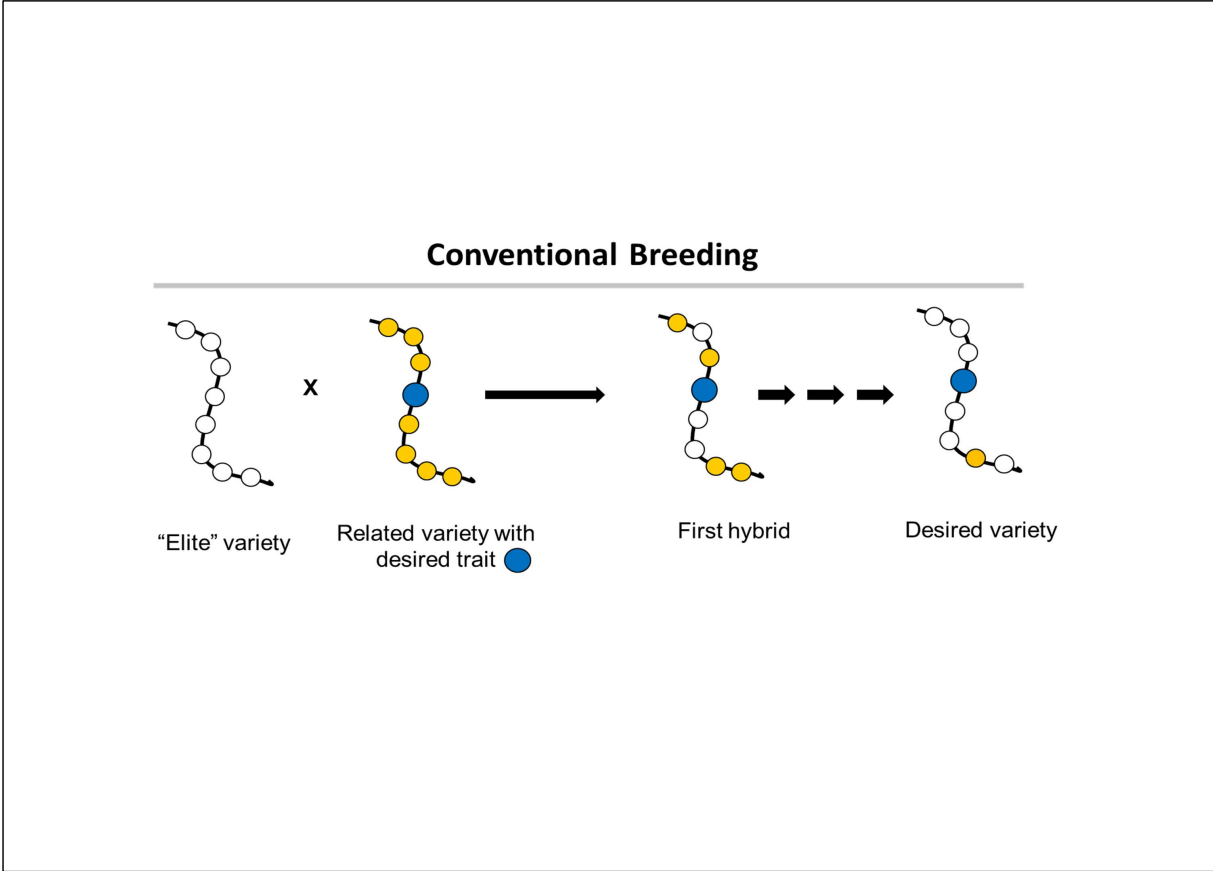 Conventional Breeding
X
“Elite” variety
Related variety with
desired trait
First hybrid
Desired variety